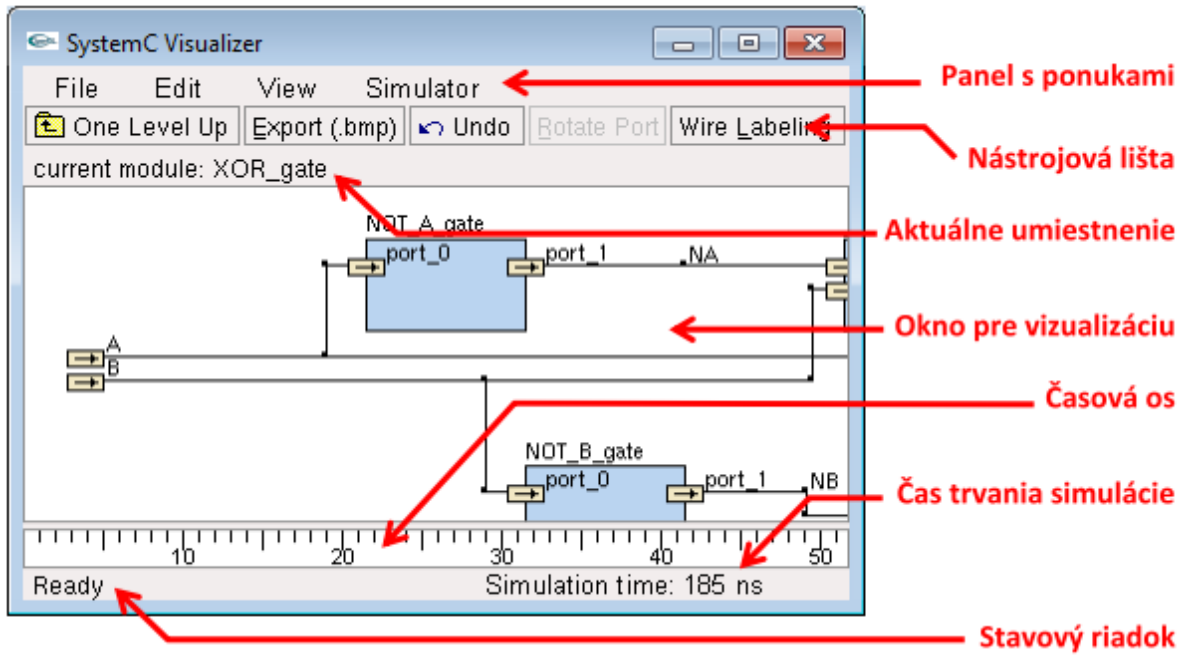 SystemC Visualizer
File Edit View Simulator
Panel s ponukami
One Level Up Export (.bmp) Undo Rotate Port Wire Labeling
Nástrojová lišta
current module: XOR_gate
NOT_A_gate
Aktuálne umiestnenie
port_0 port_1 NA
Okno pre vizualizáciu
A
B
Časová os
NOT_B_gate
port_0 port_1 NB
Čas trvania simulácie
10 20 30 40 50
Ready Simulation time: 185 ns
Stavový riadok